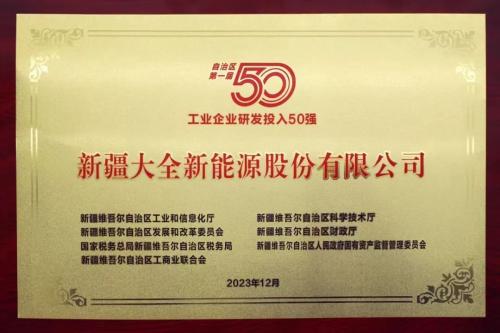 自治区
第一届
50
工业企业研发投入50强
新疆大全新能源股份有限公司
新疆维吾尔自治区工业和信息化厅
新疆维吾尔自治区科学技术厅
新疆维吾尔自治区发展和改革委员会
新疆维吾尔自治区财政厅
国家税务总局新疆维吾尔自治区税务局
新疆维吾尔自治区人民政府国有资产监督管理委员会
新疆维吾尔自治区工商业联合会
2023年12月